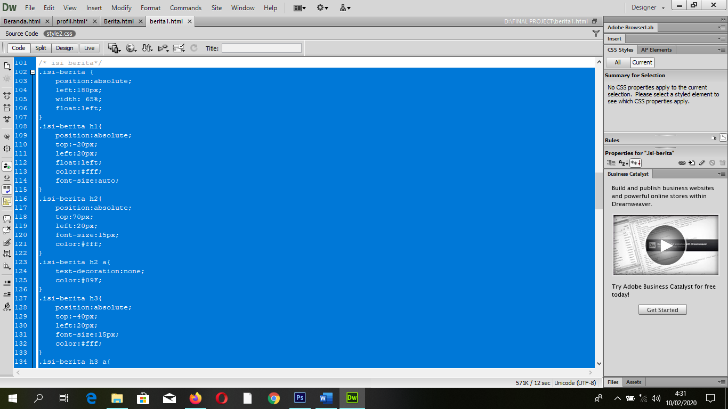 Dw File Edit View Insert Modify Format Commands Site Window Help Designer
Beranda.html × profil.html* × Berita.html × berita1.html × D:\FINAL PROJECT\berita1.html
Source Code style2.css
Code Split Design Live Title:
101 /* isi berita*/
102 .isi-berita {
103 position:absolute;
104 left:180px;
105 width: 65%;
106 float:left;
107 }
108 .isi-berita h1{
109 position:absolute;
110 top:-20px;
111 left:20px;
112 float:left;
113 color:#fff;
114 font-size:auto;
115 }
116 .isi-berita h2{
117 position:absolute;
118 top:70px;
119 left:20px;
120 font-size:15px;
121 color:#fff;
122 }
123 .isi-berita h2 a{
124 text-decoration:none;
125 color:#09F;
126 }
127 .isi-berita h3{
128 position:absolute;
129 top:-40px;
130 left:20px;
131 font-size:15px;
132 color:#fff;
133 }
134 .isi-berita h3 a{
571K / 12 sec Unicode (UTF-8)
Adobe BrowserLab
Insert
CSS Styles AP Elements
All Current
Summary for Selection
No CSS properties apply to the current
selection. Please select a styled element to
see which CSS properties apply.
Rules
Properties for ".isi-berita"
Business Catalyst
Build and publish business websites
and powerful online stores within
Dreamweaver.
Try Adobe Business Catalyst for free
today!
Get Started
Files Assets
Ps W Dw
4:31
10/02/2020